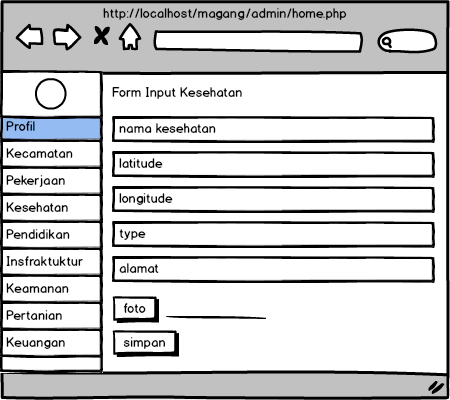 http://localhost/magang/admin/home.php
Profil
Kecamatan
Pekerjaan
Kesehatan
Pendidikan
Insfraktuktur
Keamanan
Pertanian
Keuangan
Form Input Kesehatan
nama kesehatan
latitude
longitude
type
alamat
foto
simpan